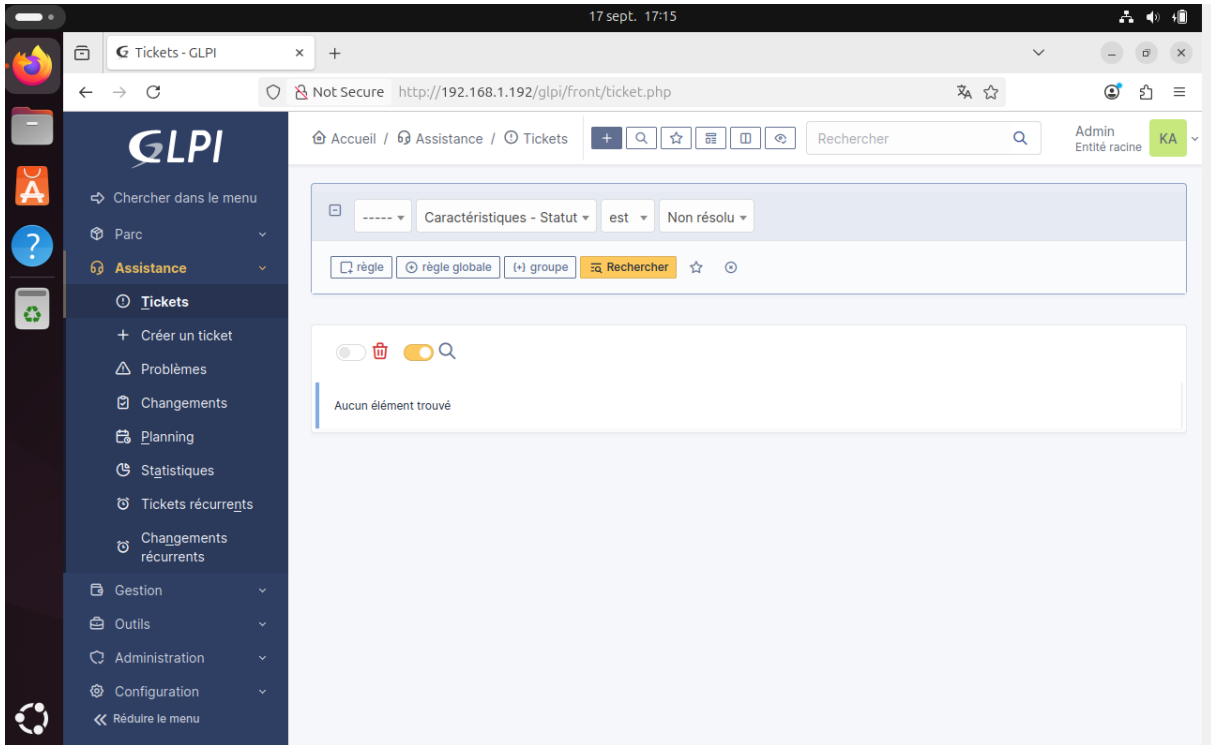 17 sept. 17:15
Tickets - GLPI
Not Secure http://192.168.1.192/glpi/front/ticket.php
GLPI
Chercher dans le menu
Parc
Assistance
Tickets
Créer un ticket
Problèmes
Changements
Planning
Statistiques
Tickets récurrents
Changements
récurrents
Gestion
Outils
Administration
Configuration
Réduire le menu
Accueil / Assistance / Tickets
Rechercher
Admin
Entité racine
KA
----- Caractéristiques - Statut est Non résolu
règle règle globale {+} groupe Rechercher
Aucun élément trouvé